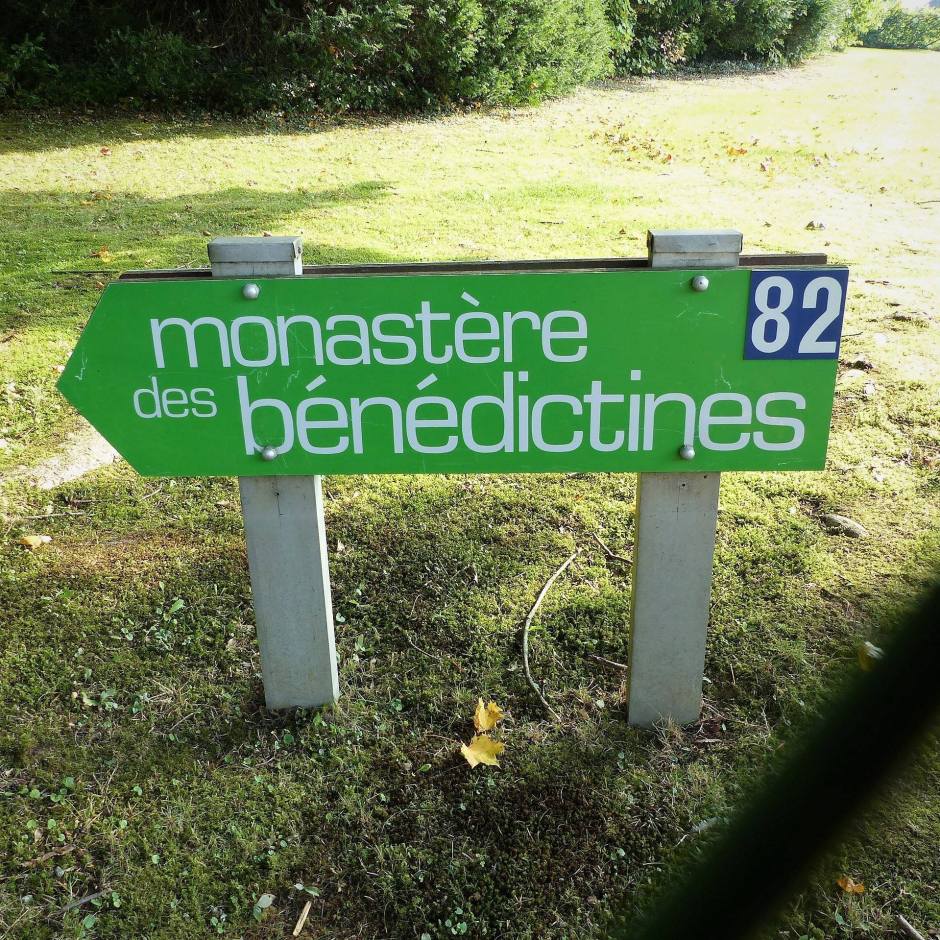 monastère
des bénédictines
82